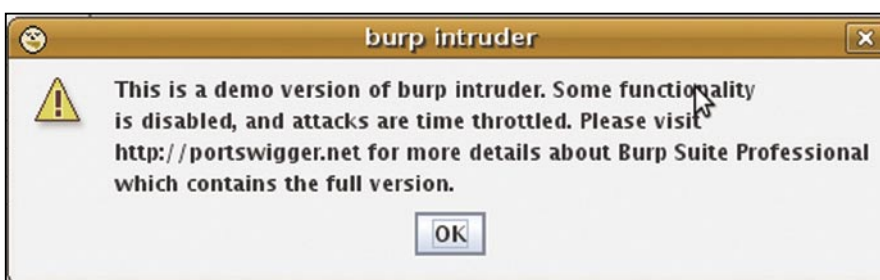 burp intruder
This is a demo version of burp intruder. Some functionality
is disabled, and attacks are time throttled. Please visit
http://portswigger.net for more details about Burp Suite Professional
which contains the full version.
OK